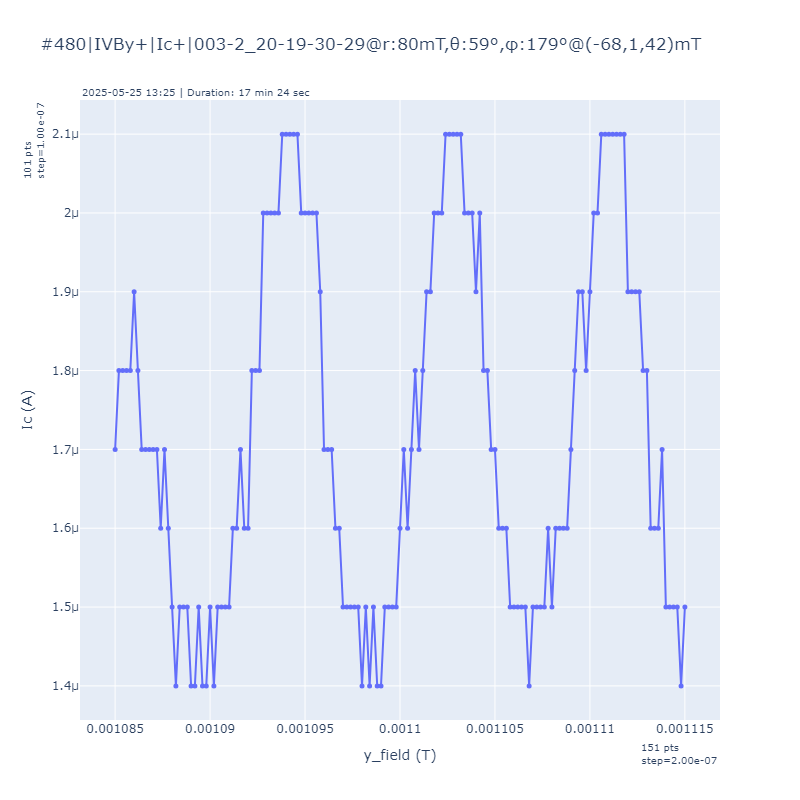 #480|IVBy+|Ic+|003-2_20-19-30-29@r:80mT,θ:59º,φ:179º@(-68,1,42)mT
2025-05-25 13:25 | Duration: 17 min 24 sec
101 pts
step=1.00e-07
2.1μ
2μ
1.9μ
1.8μ
1.7μ
1.6μ
1.5μ
1.4μ
Ic (A)
0.001085
0.00109
0.001095
0.0011
0.001105
0.00111
0.001115
y_field (T)
151 pts
step=2.00e-07